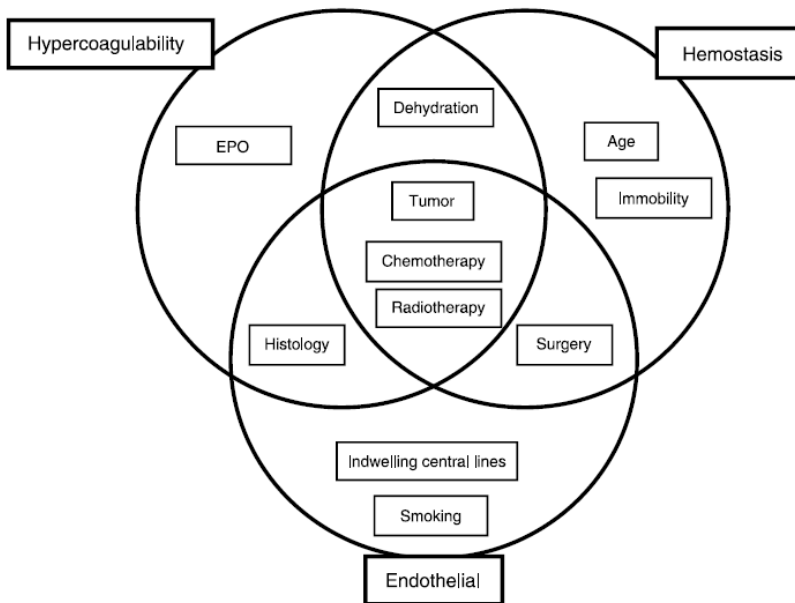 Hypercoagulability
Hemostasis
Dehydration
EPO
Age
Tumor
Immobility
Chemotherapy
Radiotherapy
Histology
Surgery
Indwelling central lines
Smoking
Endothelial